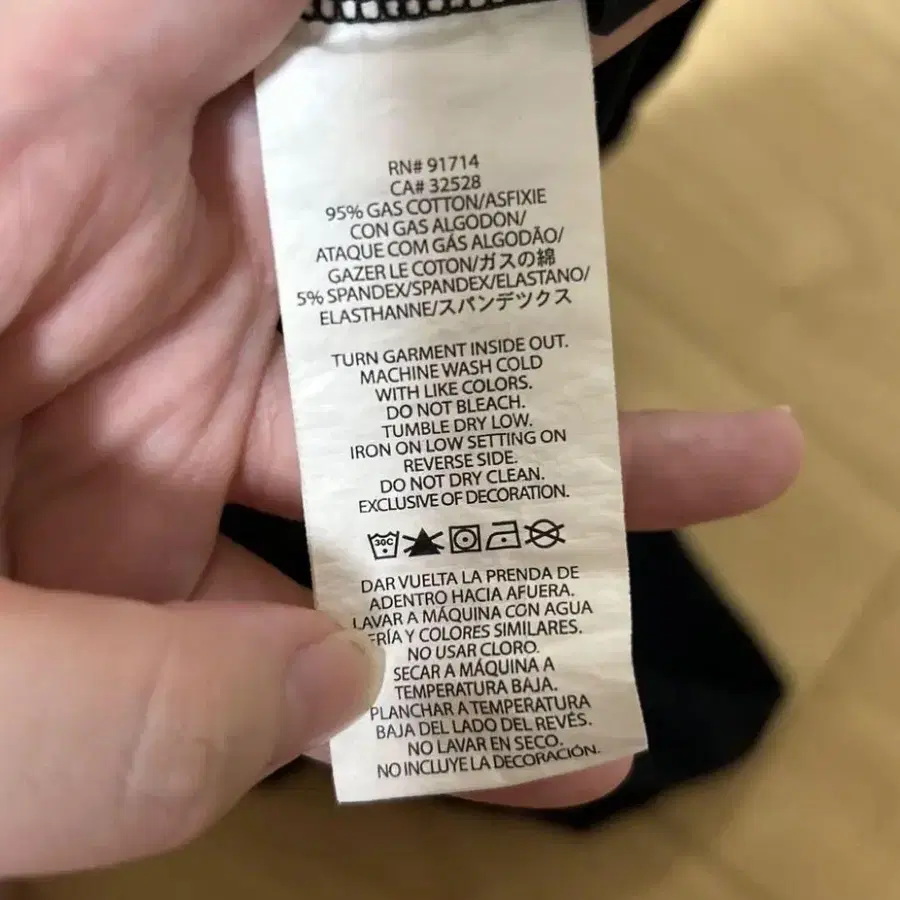 RN# 91714
CA# 32528
95% GAS COTTON/ASFIXIE
CON GAS ALGODON/
ATAQUE COM GÁS ALGODÃO/
GAZER LE COTON/ガスの綿
5% SPANDEX/SPANDEX/ELASTANO/
ELASTHANNE/スパンデツクス
TURN GARMENT INSIDE OUT.
MACHINE WASH COLD
WITH LIKE COLORS.
DO NOT BLEACH.
TUMBLE DRY LOW.
IRON ON LOW SETTING ON
REVERSE SIDE.
DO NOT DRY CLEAN.
EXCLUSIVE OF DECORATION.
30C
DAR VUELTA LA PRENDA DE
ADENTRO HACIA AFUERA.
LAVAR A MÁQUINA CON AGUA
FRÍA Y COLORES SIMILARES.
NO USAR CLORO.
SECAR A MÁQUINA A
TEMPERATURA BAJA.
PLANCHAR A TEMPERATURA
BAJA DEL LADO DEL REVÉS.
NO LAVAR EN SECO.
NO INCLUYE LA DECORACIÓN.